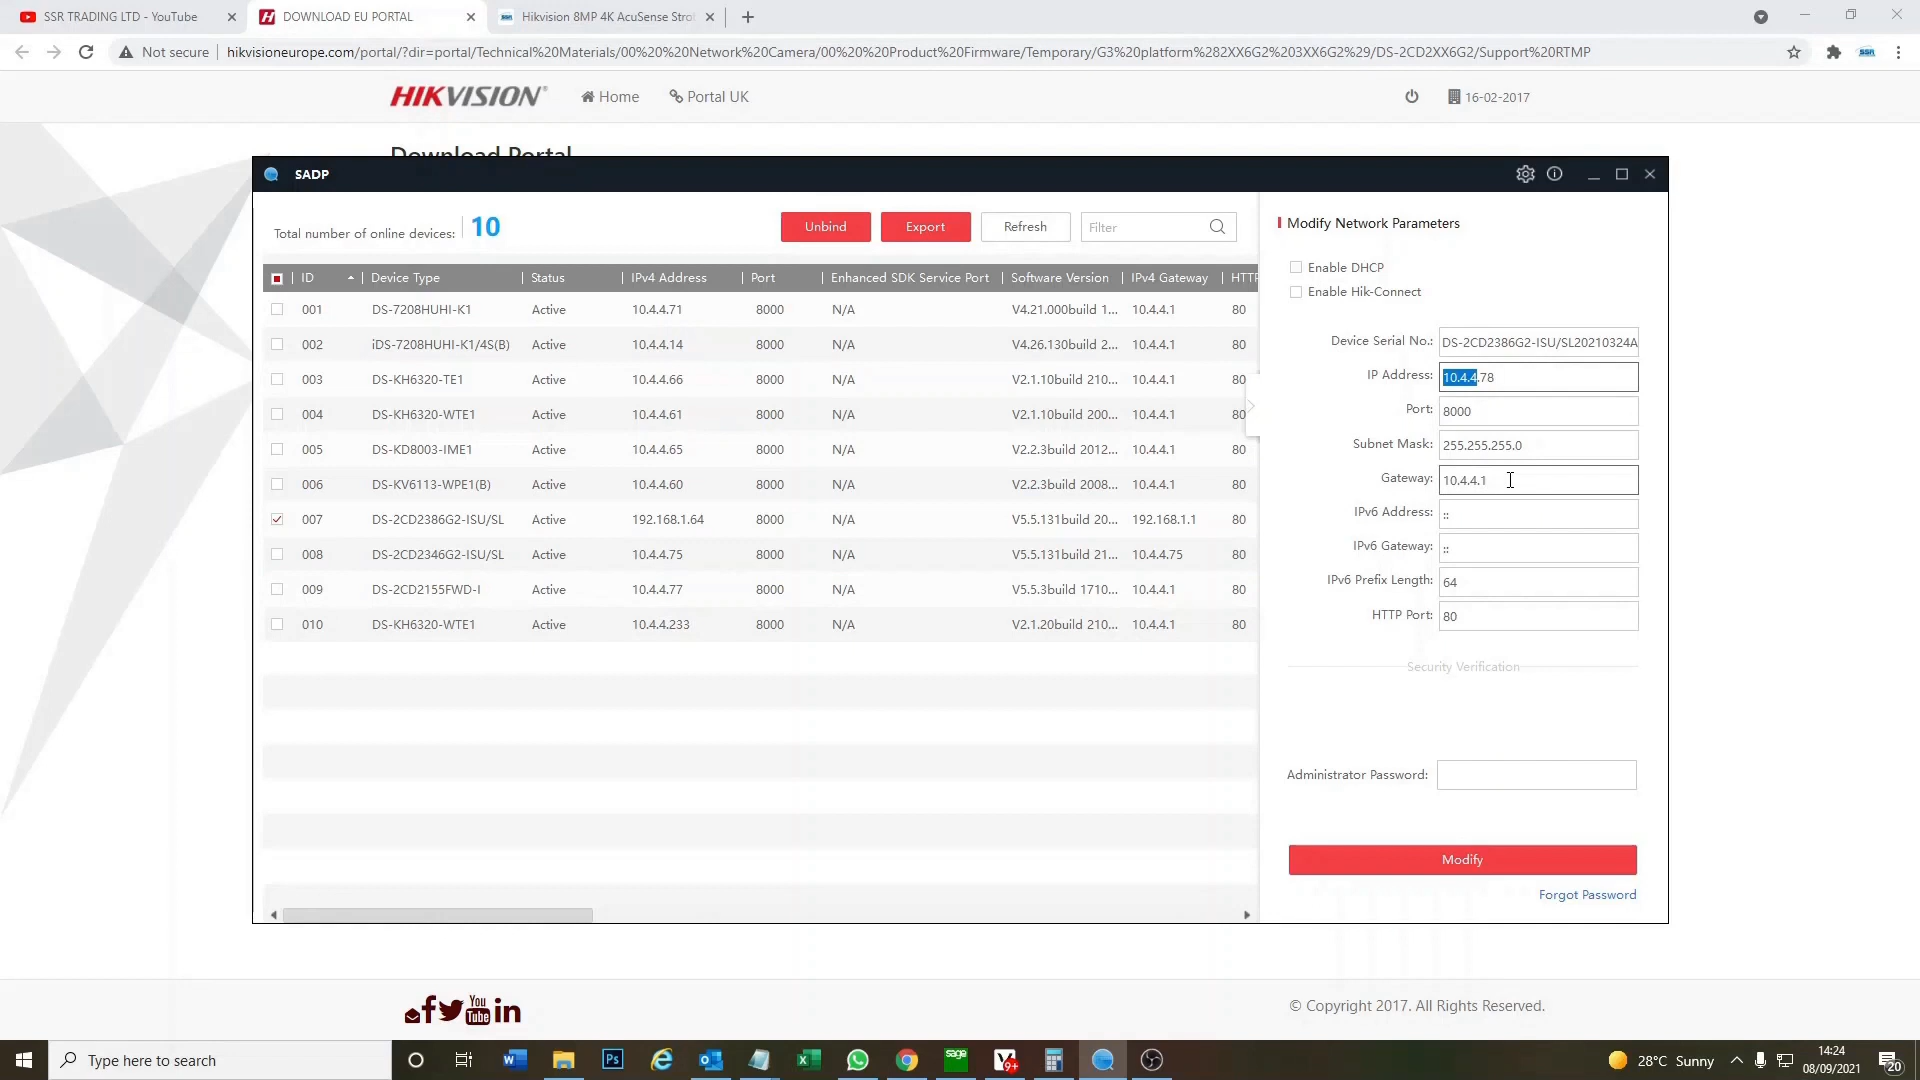 SSR TRADING LTD - YouTube
DOWNLOAD EU PORTAL
Hikvision 8MP 4K AcuSense Stro
Not secure
hikvisioneurope.com/portal/?dir=portal/Technical%20Materials/00%20%20Network%20Camera/00%20%20Product%20Firmware/Temporary/G3%20platform%282XX6G2%203XX6G2%29/DS-2CD2XX6G2/Support%20RTMP
HIKVISION
Home
Portal UK
16-02-2017
Download Portal
SADP
Total number of online devices: 10
Unbind
Export
Refresh
Filter
ID Device Type Status IPv4 Address Port Enhanced SDK Service Port Software Version IPv4 Gateway HTTP
001 DS-7208HUHI-K1 Active 10.4.4.71 8000 N/A V4.21.000build 1... 10.4.4.1 80
002 iDS-7208HUHI-K1/4S(B) Active 10.4.4.14 8000 N/A V4.26.130build 2... 10.4.4.1 80
003 DS-KH6320-TE1 Active 10.4.4.66 8000 N/A V2.1.10build 210... 10.4.4.1 80
004 DS-KH6320-WTE1 Active 10.4.4.61 8000 N/A V2.1.10build 200... 10.4.4.1 80
005 DS-KD8003-IME1 Active 10.4.4.65 8000 N/A V2.2.3build 2012... 10.4.4.1 80
006 DS-KV6113-WPE1(B) Active 10.4.4.60 8000 N/A V2.2.3build 2008... 10.4.4.1 80
007 DS-2CD2386G2-ISU/SL Active 192.168.1.64 8000 N/A V5.5.131build 20... 192.168.1.1 80
008 DS-2CD2346G2-ISU/SL Active 10.4.4.75 8000 N/A V5.5.131build 21... 10.4.4.75 80
009 DS-2CD2155FWD-I Active 10.4.4.77 8000 N/A V5.5.3build 1710... 10.4.4.1 80
010 DS-KH6320-WTE1 Active 10.4.4.233 8000 N/A V2.1.20build 210... 10.4.4.1 80
Modify Network Parameters
Enable DHCP
Enable Hik-Connect
Device Serial No.: DS-2CD2386G2-ISU/SL20210324A
IP Address: 10.4.4.78
Port: 8000
Subnet Mask: 255.255.255.0
Gateway: 10.4.4.1
IPv6 Address: ::
IPv6 Gateway: ::
IPv6 Prefix Length: 64
HTTP Port: 80
Security Verification
Administrator Password:
Modify
Forgot Password
You
Tube
in
© Copyright 2017. All Rights Reserved.
Type here to search
sage
28°C Sunny
14:24
08/09/2021
20